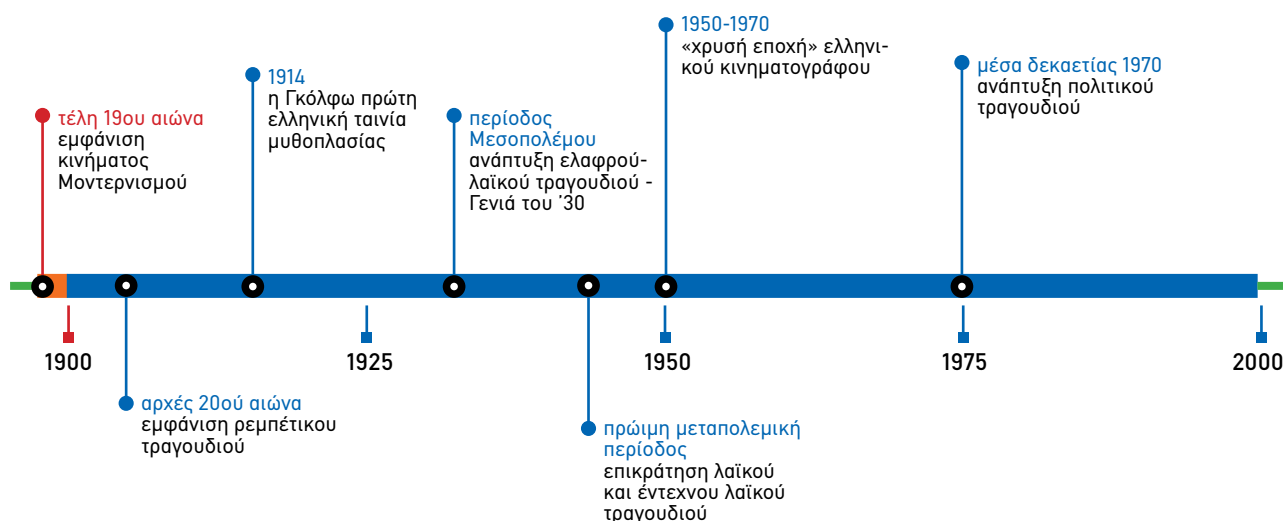 τέλη 19ου αιώνα
εμφάνιση
κινήματος
Μοντερνισμού
1914
η Γκόλφω πρώτη
ελληνική ταινία
μυθοπλασίας
περίοδος
Μεσοπολέμου
ανάπτυξη ελαφρού-
λαϊκού τραγουδιού -
Γενιά του ΄30
1950-1970
«χρυσή εποχή» ελληνι-
κού κινηματογράφου
μέσα δεκαετίας 1970
ανάπτυξη πολιτικού
τραγουδιού
1900
1925
1950
1975
2000
αρχές 20ού αιώνα
εμφάνιση ρεμπέτικου
τραγουδιού
πρώιμη μεταπολεμική
περίοδος
επικράτηση λαϊκού
και έντεχνου λαϊκού
τραγουδιού